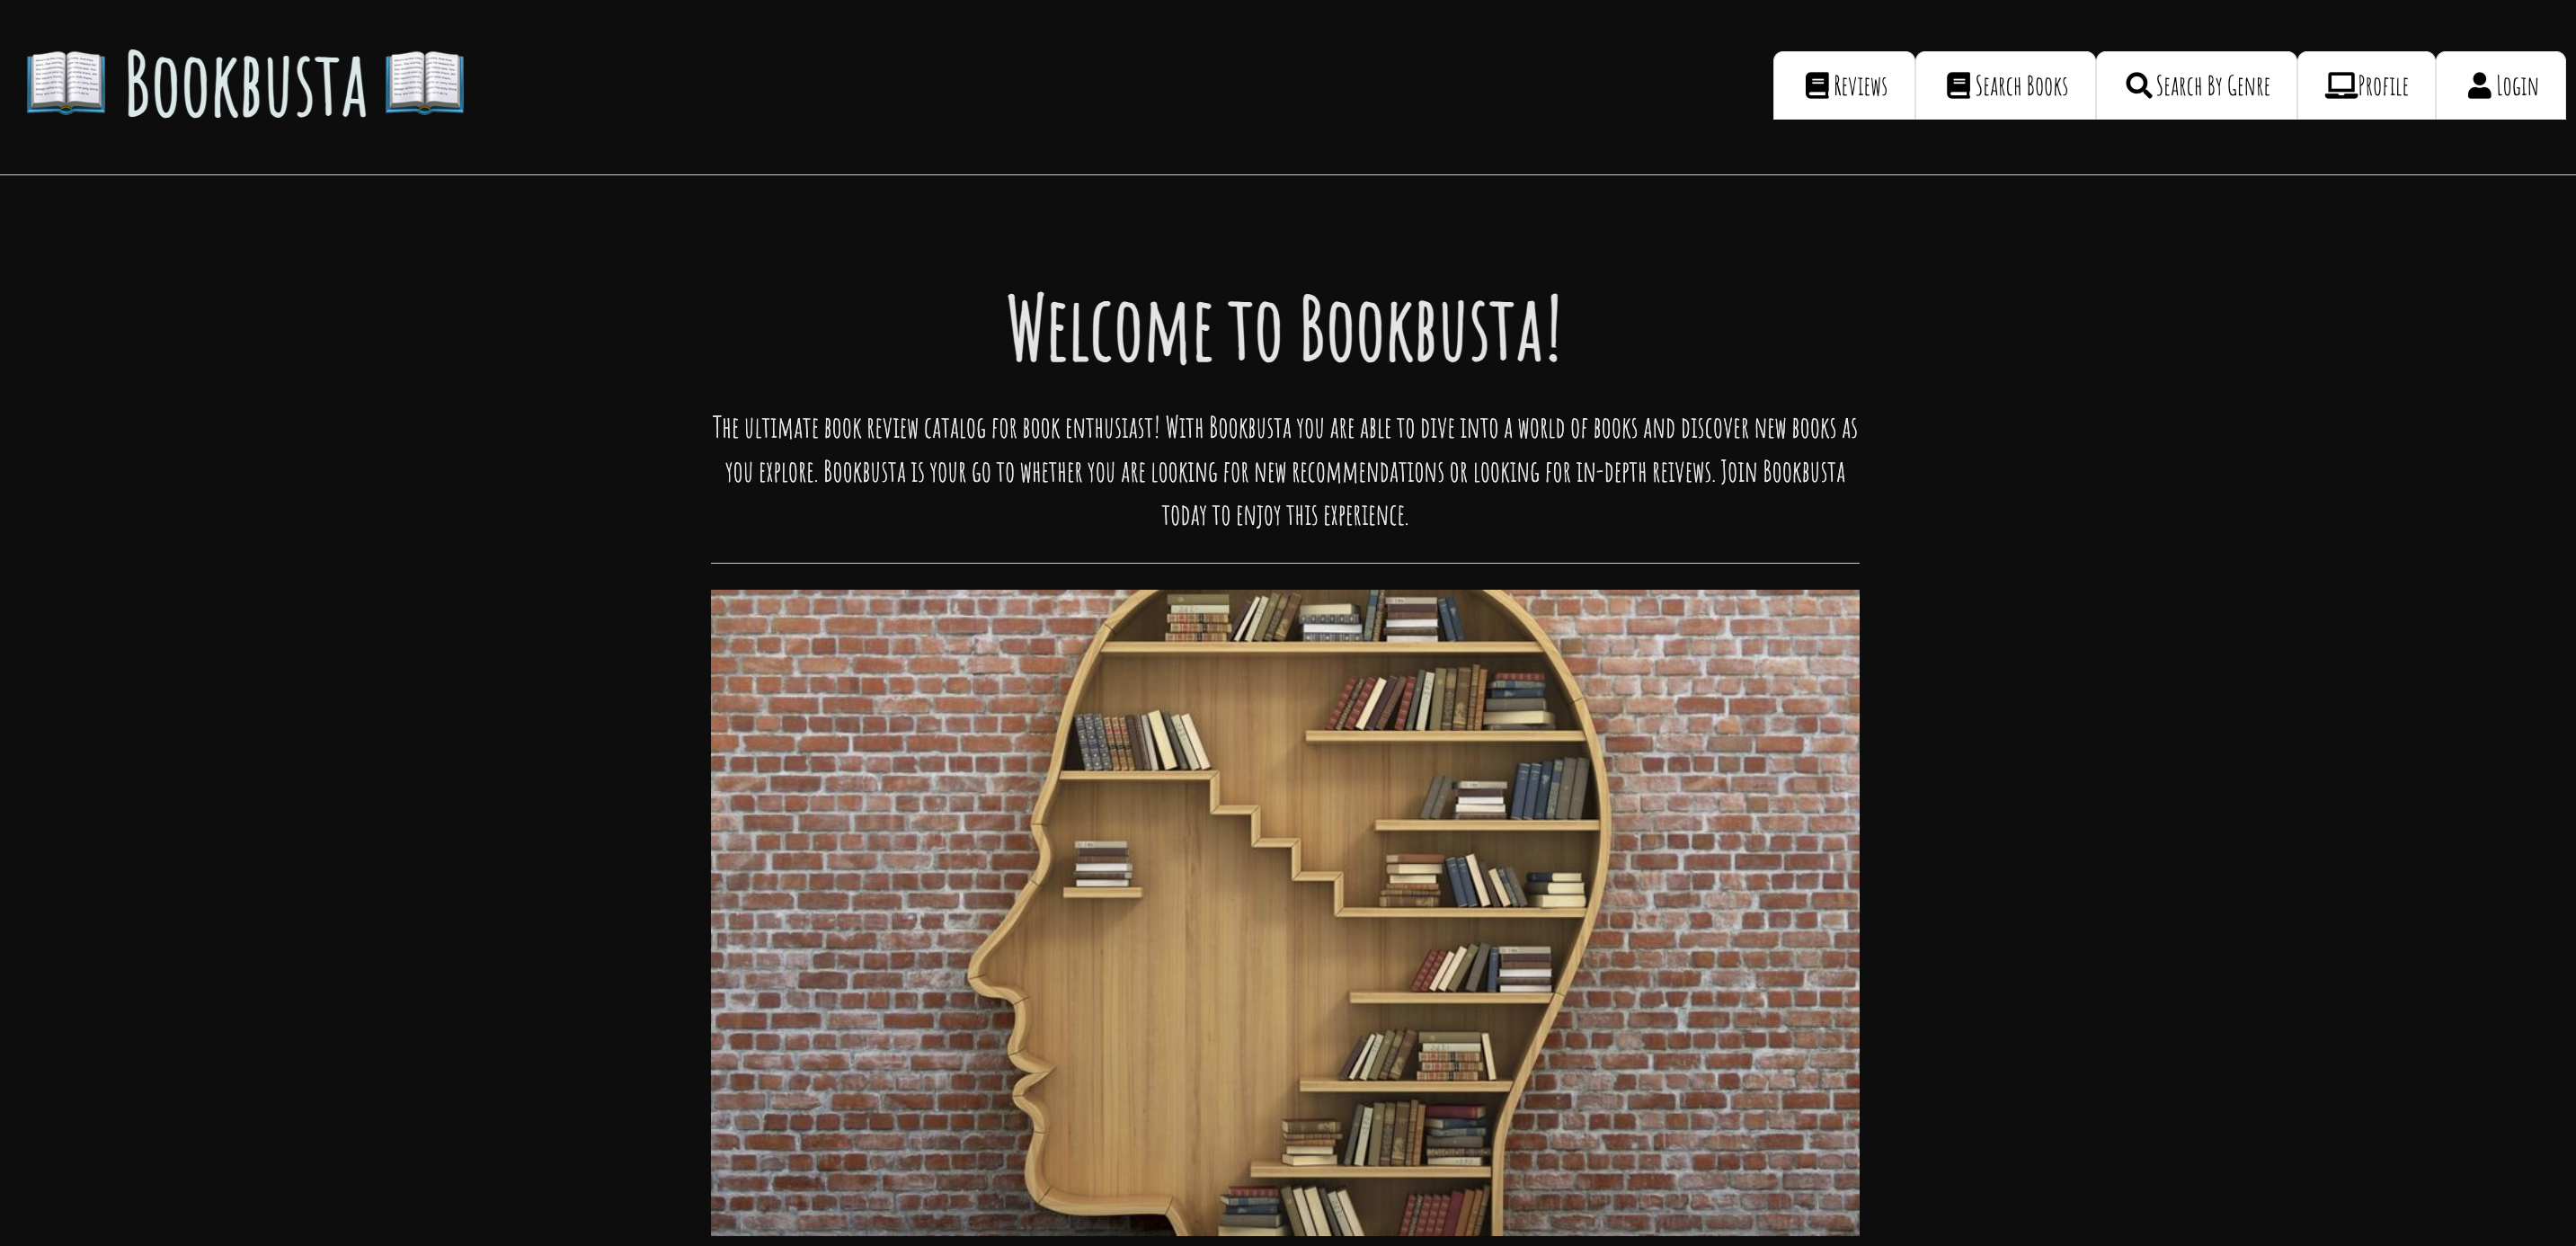 📖 Bookbusta 📖
Reviews
Search Books
Search By Genre
Profile
Login
Welcome to Bookbusta!
The ultimate book review catalog for book enthusiast! With Bookbusta you are able to dive into a world of books and discover new books as
you explore. Bookbusta is your go to whether you are looking for new recommendations or looking for in-depth reivews. Join Bookbusta
today to enjoy this experience.